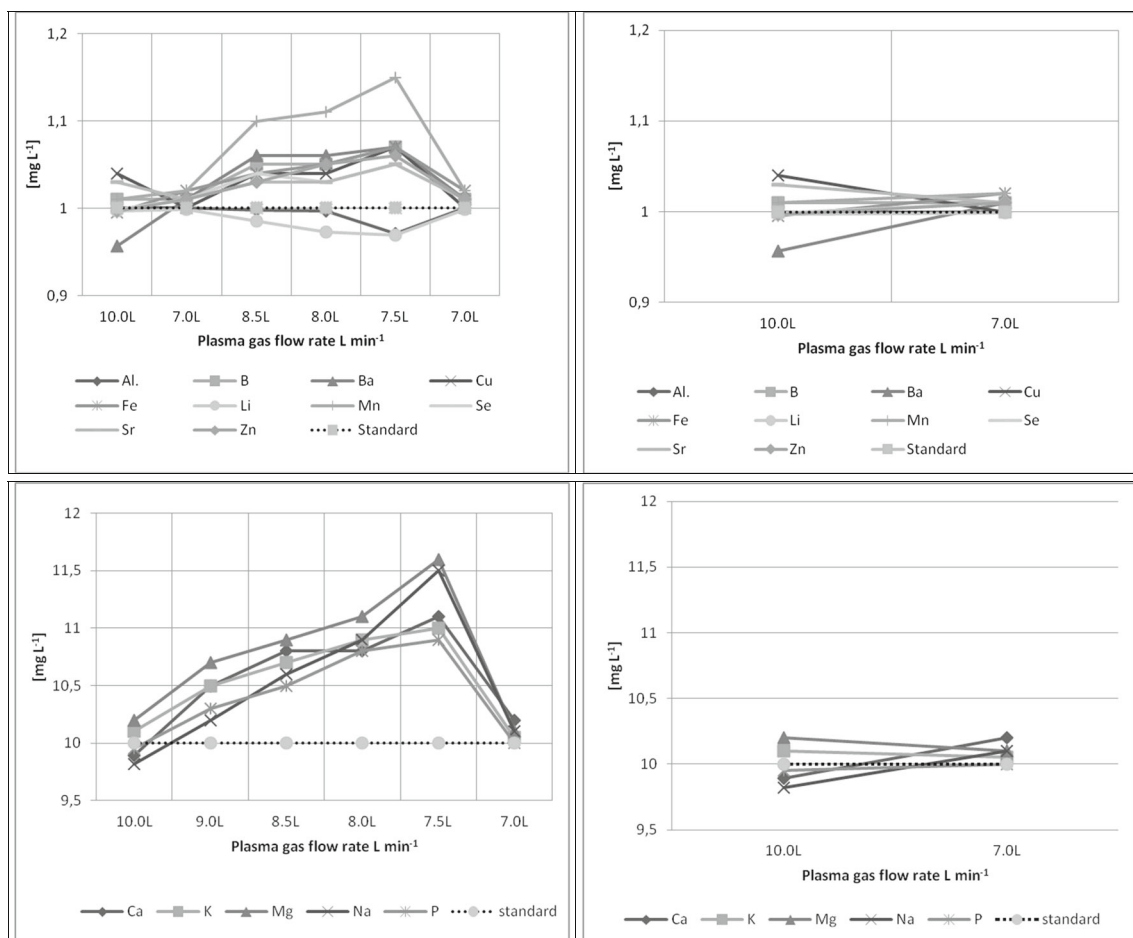 1,2
1,1
1
0,9
[mg L-1]
10.0L 7.0L 8.5L 8.0L 7.5L 7.0L
Plasma gas flow rate L min-1
Al. B Ba Cu
Fe Li Mn Se
Sr Zn Standard
1,2
1,1
1
0,9
[mg L-1]
10.0L 7.0L
Plasma gas flow rate L min-1
Al. B Ba Cu
Fe Li Mn Se
Sr Zn Standard
12
11,5
11
10,5
10
9,5
[mg L-1]
10.0L 9.0L 8.5L 8.0L 7.5L 7.0L
Plasma gas flow rate L min-1
Ca K Mg Na P standard
12
11,5
11
10,5
10
9,5
[mg L-1]
10.0L 7.0L
Plasma gas flow rate L min-1
Ca K Mg Na P standard